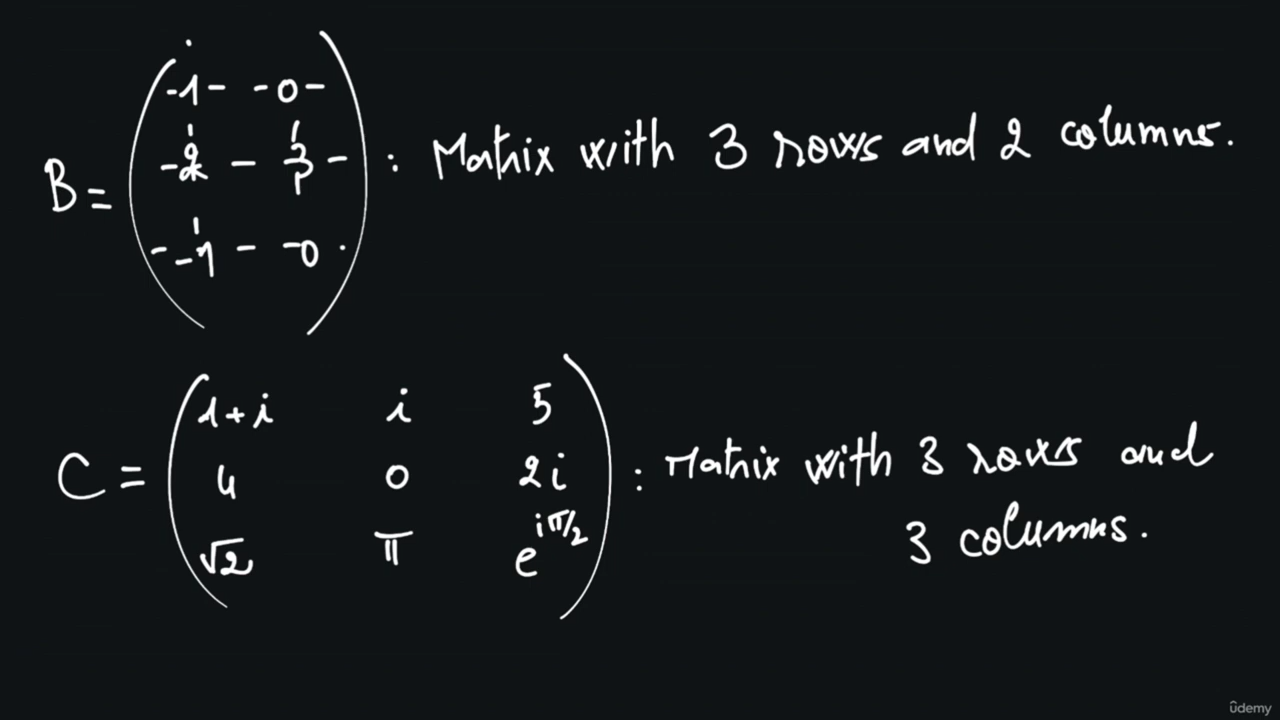 1 0
B = 2 3 : Matrix with 3 rows and 2 columns.
-1 0
1+i i 5
C = 4 0 2i : Matrix with 3 rows and
√2 π e^{iπ/2} 3 columns.
ûdemy